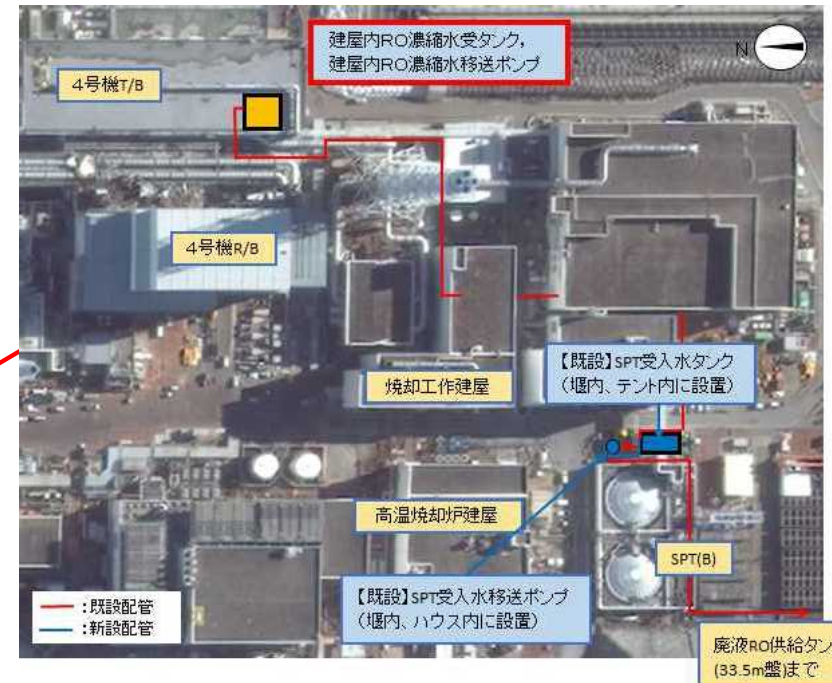 建屋内RO濃縮水受タンク,
建屋内RO濃縮水移送ポンプ
N
4号機T/B
4号機R/B
【既設】SPT受入水タンク
(堰内、テント内に設置)
焼却工作建屋
高温焼却炉建屋
SPT(B)
【既設】SPT受入水移送ポンプ
(堰内、ハウス内に設置)
:既設配管
:新設配管
廃液RO供給タン
(33.5m盤)まで